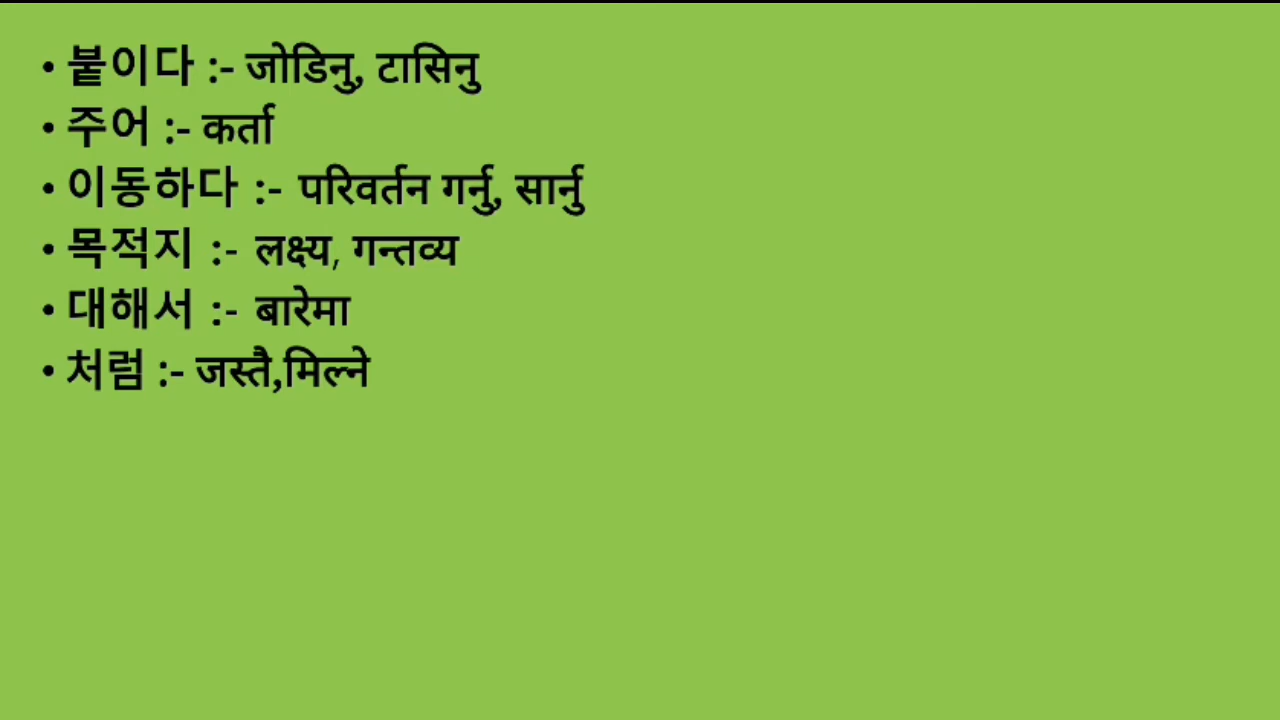 • 붙이다 :- जोडिनु, टासिनु
• 주어 :- कर्ता
• 이동하다 :- परिवर्तन गर्नु, सार्नु
• 목적지 :- लक्ष्य, गन्तव्य
• 대해서 :- बारेमा
• 처럼 :- जस्तै,मिल्ने